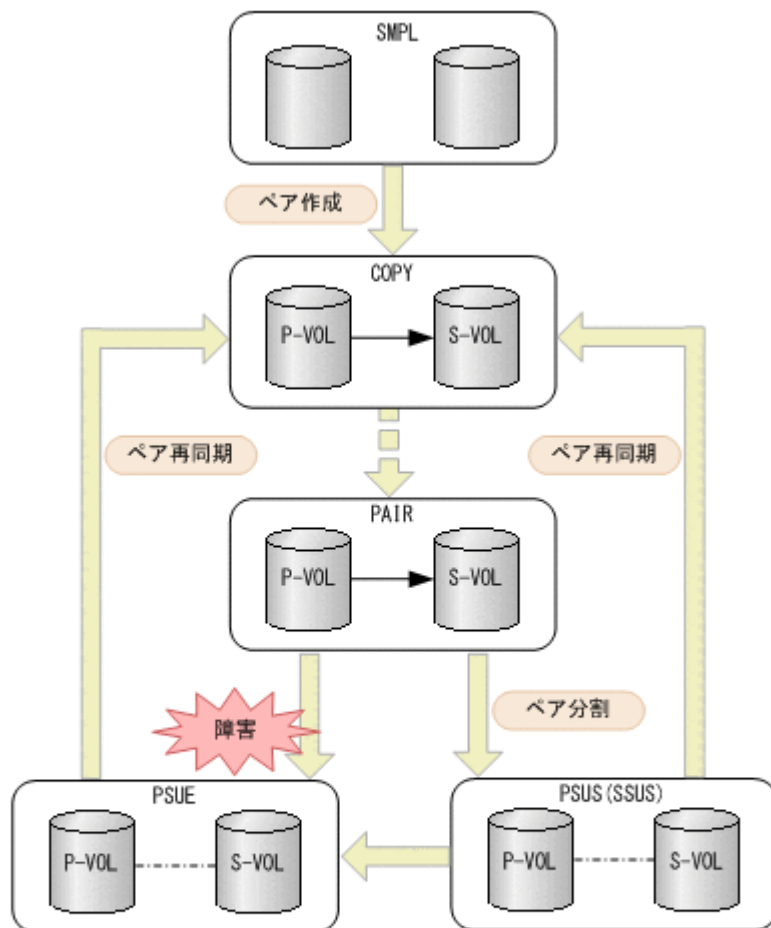 SMPL
ペア作成
COPY
P-VOL
S-VOL
ペア再同期
ペア再同期
PAIR
P-VOL
S-VOL
障害
ペア分割
PSUE
P-VOL
S-VOL
PSUS(SSUS)
P-VOL
S-VOL